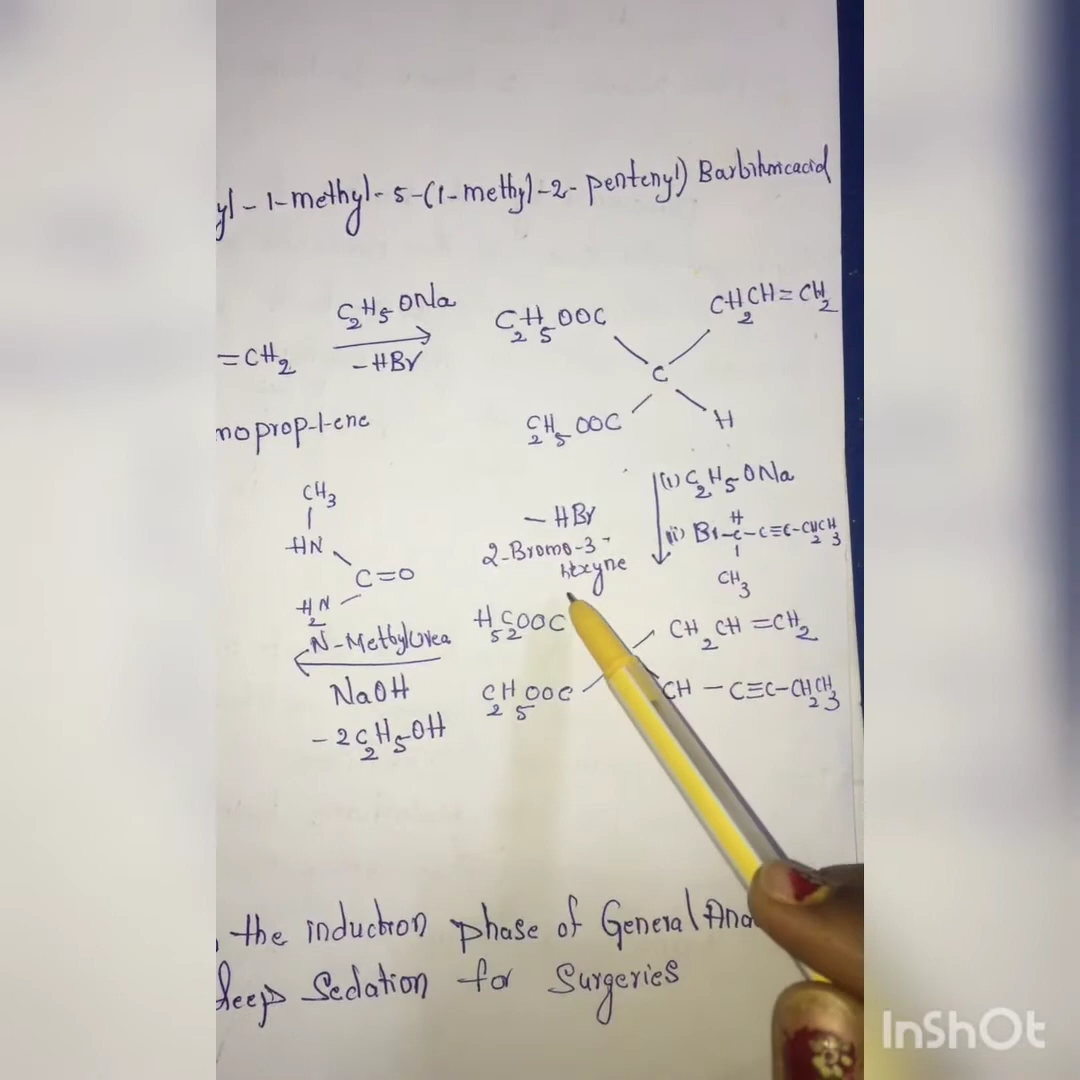 yl-1-methyl-5-(1-methyl-2-pentenyl) Barbituricacid
C2H5ONa
C2H5OOC CH2CH=CH2
=CH2
-HBr
C
noprop-1-ene
C2H5OOC H
(i) C2H5ONa
CH3
-HBr
H
(ii) Br-C-C≡C-CH2CH3
HN
2-Bromo-3-
hexyne
CH3
C=O
H2N
H5C2OOC CH2CH=CH2
N-MethylUrea
NaOH
C2H5OOC CH-C≡C-CH2CH3
-2C2H5OH
the induction phase of General Ana
deep Sedation for Surgeries
InShOt